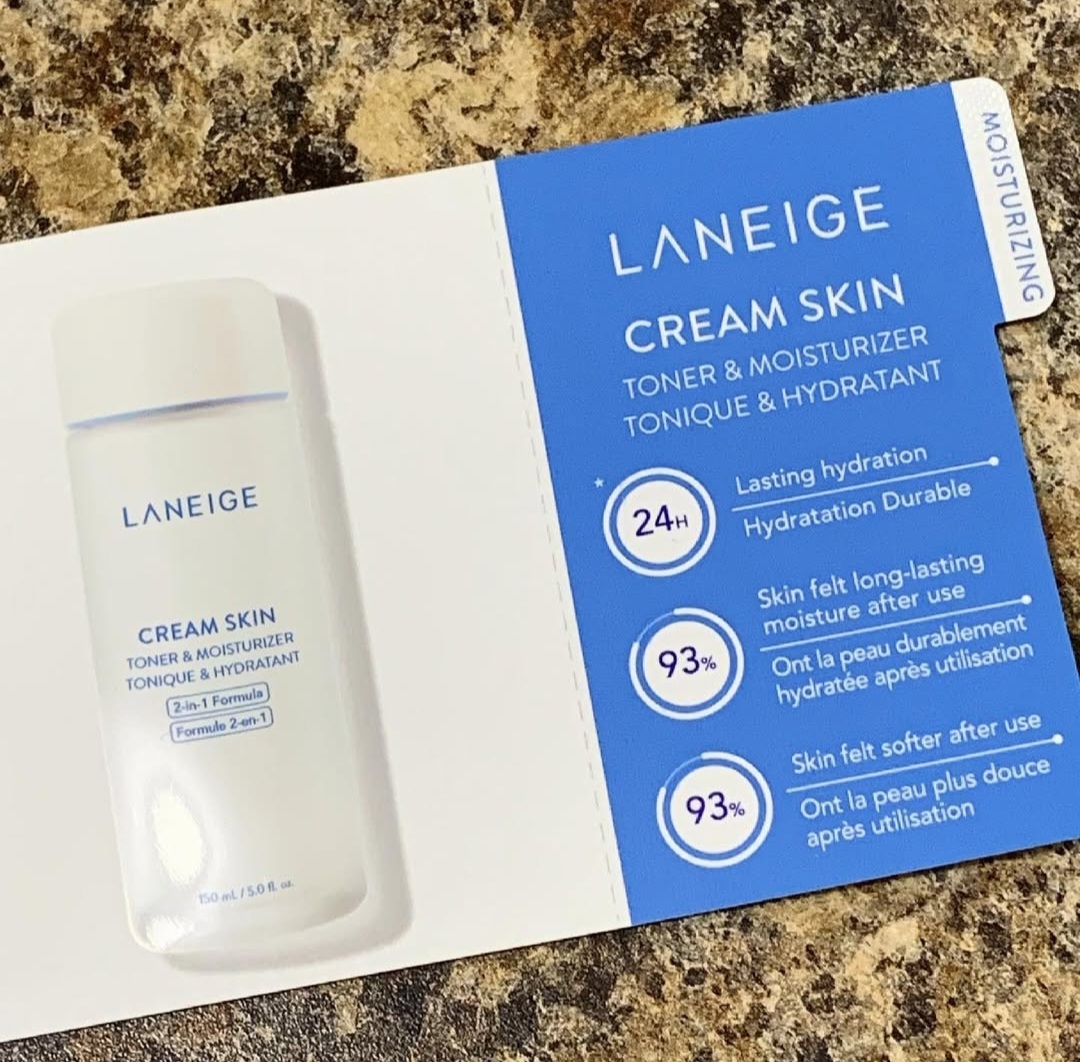 LANEIGE
CREAM SKIN
TONER & MOISTURIZER
TONIQUE & HYDRATANT
2-in-1 Formula
Formule 2-en-1
150 mL / 5.0 fl. oz.
MOISTURIZING
LANEIGE
CREAM SKIN
TONER & MOISTURIZER
TONIQUE & HYDRATANT
*
24H
Lasting hydration
Hydratation Durable
93%
Skin felt long-lasting
moisture after use
Ont la peau durablement
hydratée après utilisation
93%
Skin felt softer after use
Ont la peau plus douce
après utilisation